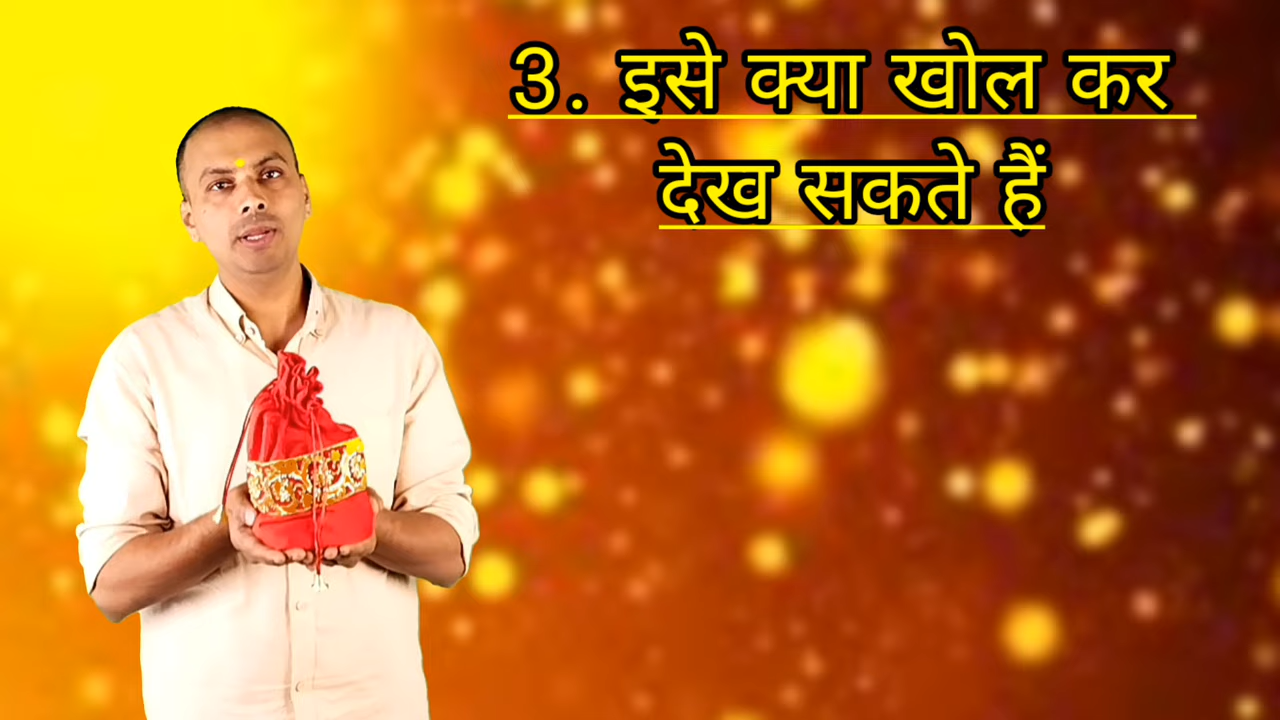 3. इसे क्या खोल कर
देख सकते हैं